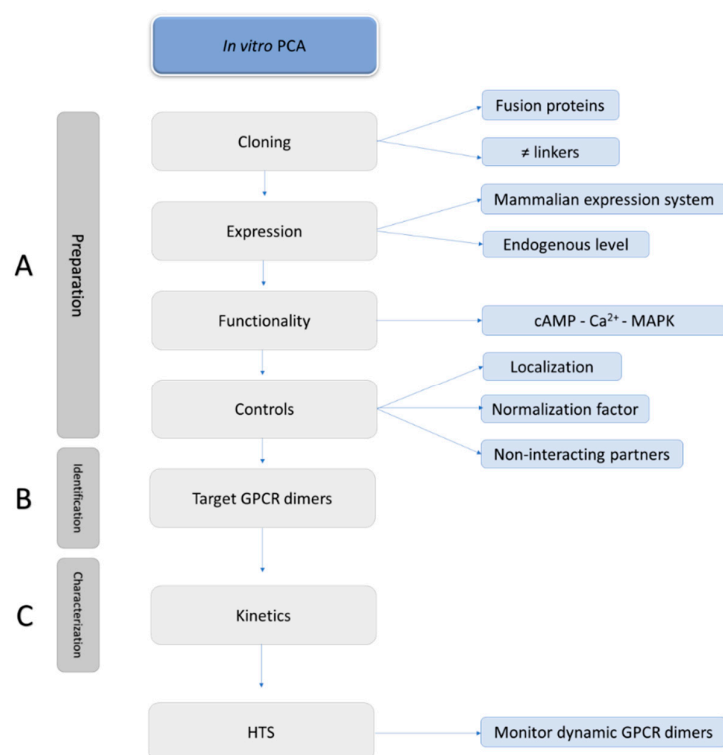 In vitro PCA
Fusion proteins
Cloning
≠ linkers
Mammalian expression system
Expression
Endogenous level
A
Preparation
Functionality
cAMP - Ca²⁺ - MAPK
Localization
Controls
Normalization factor
Non-interacting partners
B
Identification
Target GPCR dimers
C
Characterization
Kinetics
HTS
Monitor dynamic GPCR dimers